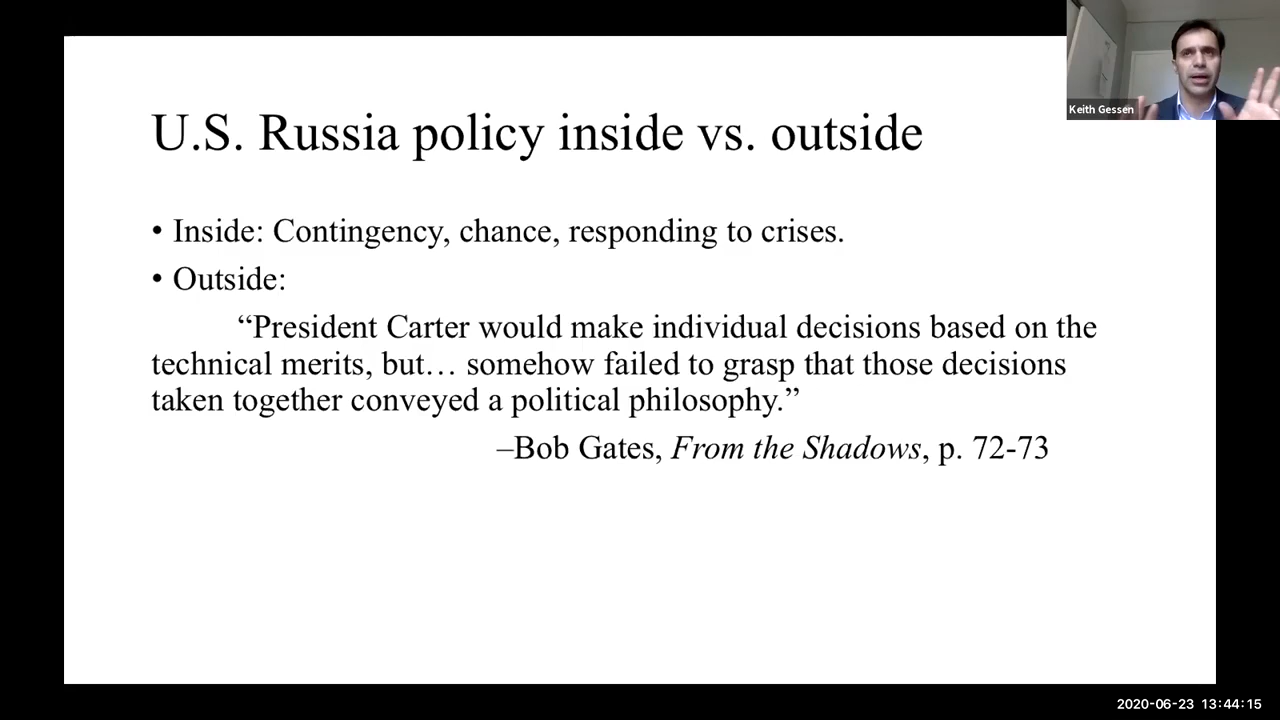 U.S. Russia policy inside vs. outside
Keith Gessen
• Inside: Contingency, chance, responding to crises.
• Outside:
“President Carter would make individual decisions based on the
technical merits, but… somehow failed to grasp that those decisions
taken together conveyed a political philosophy.”
–Bob Gates, From the Shadows, p. 72-73
2020-06-23 13:44:15